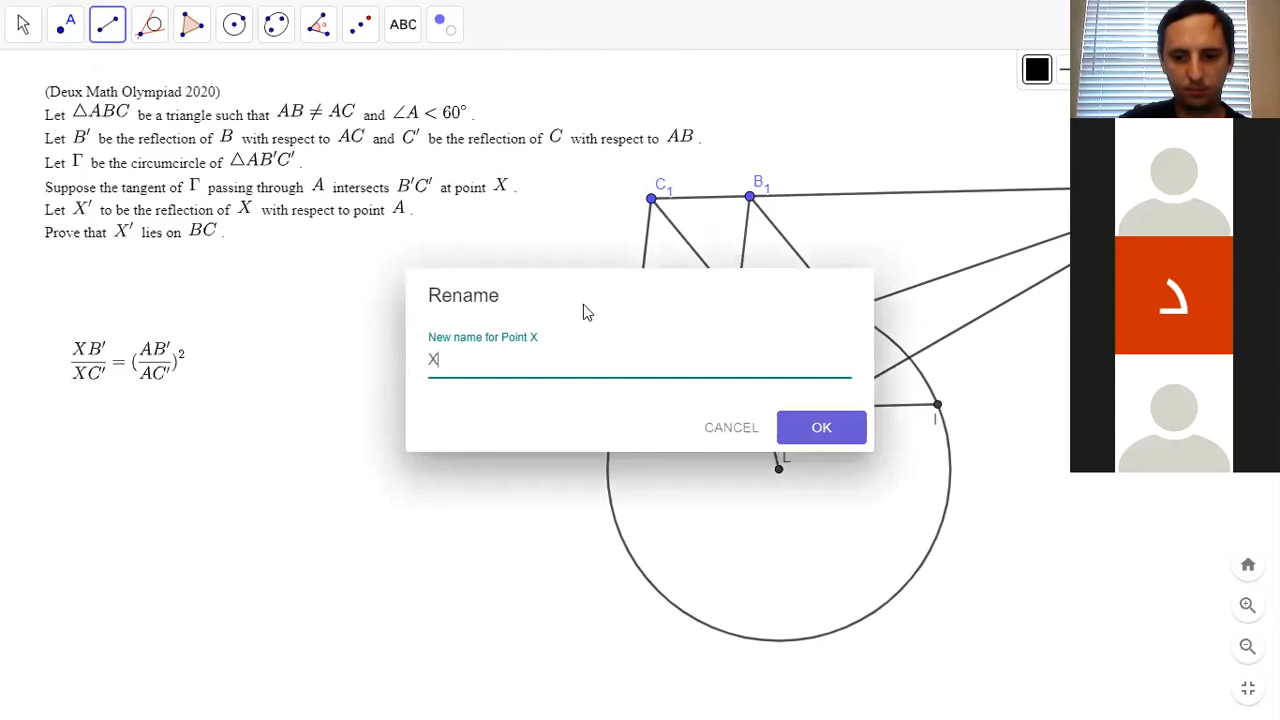 ABC
(Deux Math Olympiad 2020)
Let △ABC be a triangle such that AB ≠ AC and ∠A < 60° .
Let B′ be the reflection of B with respect to AC and C′ be the reflection of C with respect to AB .
Let Γ be the circumcircle of △AB′C′ .
Suppose the tangent of Γ passing through A intersects B′C′ at point X .
Let X′ to be the reflection of X with respect to point A .
Prove that X′ lies on BC .
XB′/XC′ = (AB′/AC′)²
C₁
B₁
Rename
New name for Point X
X
CANCEL
OK
I
L
د